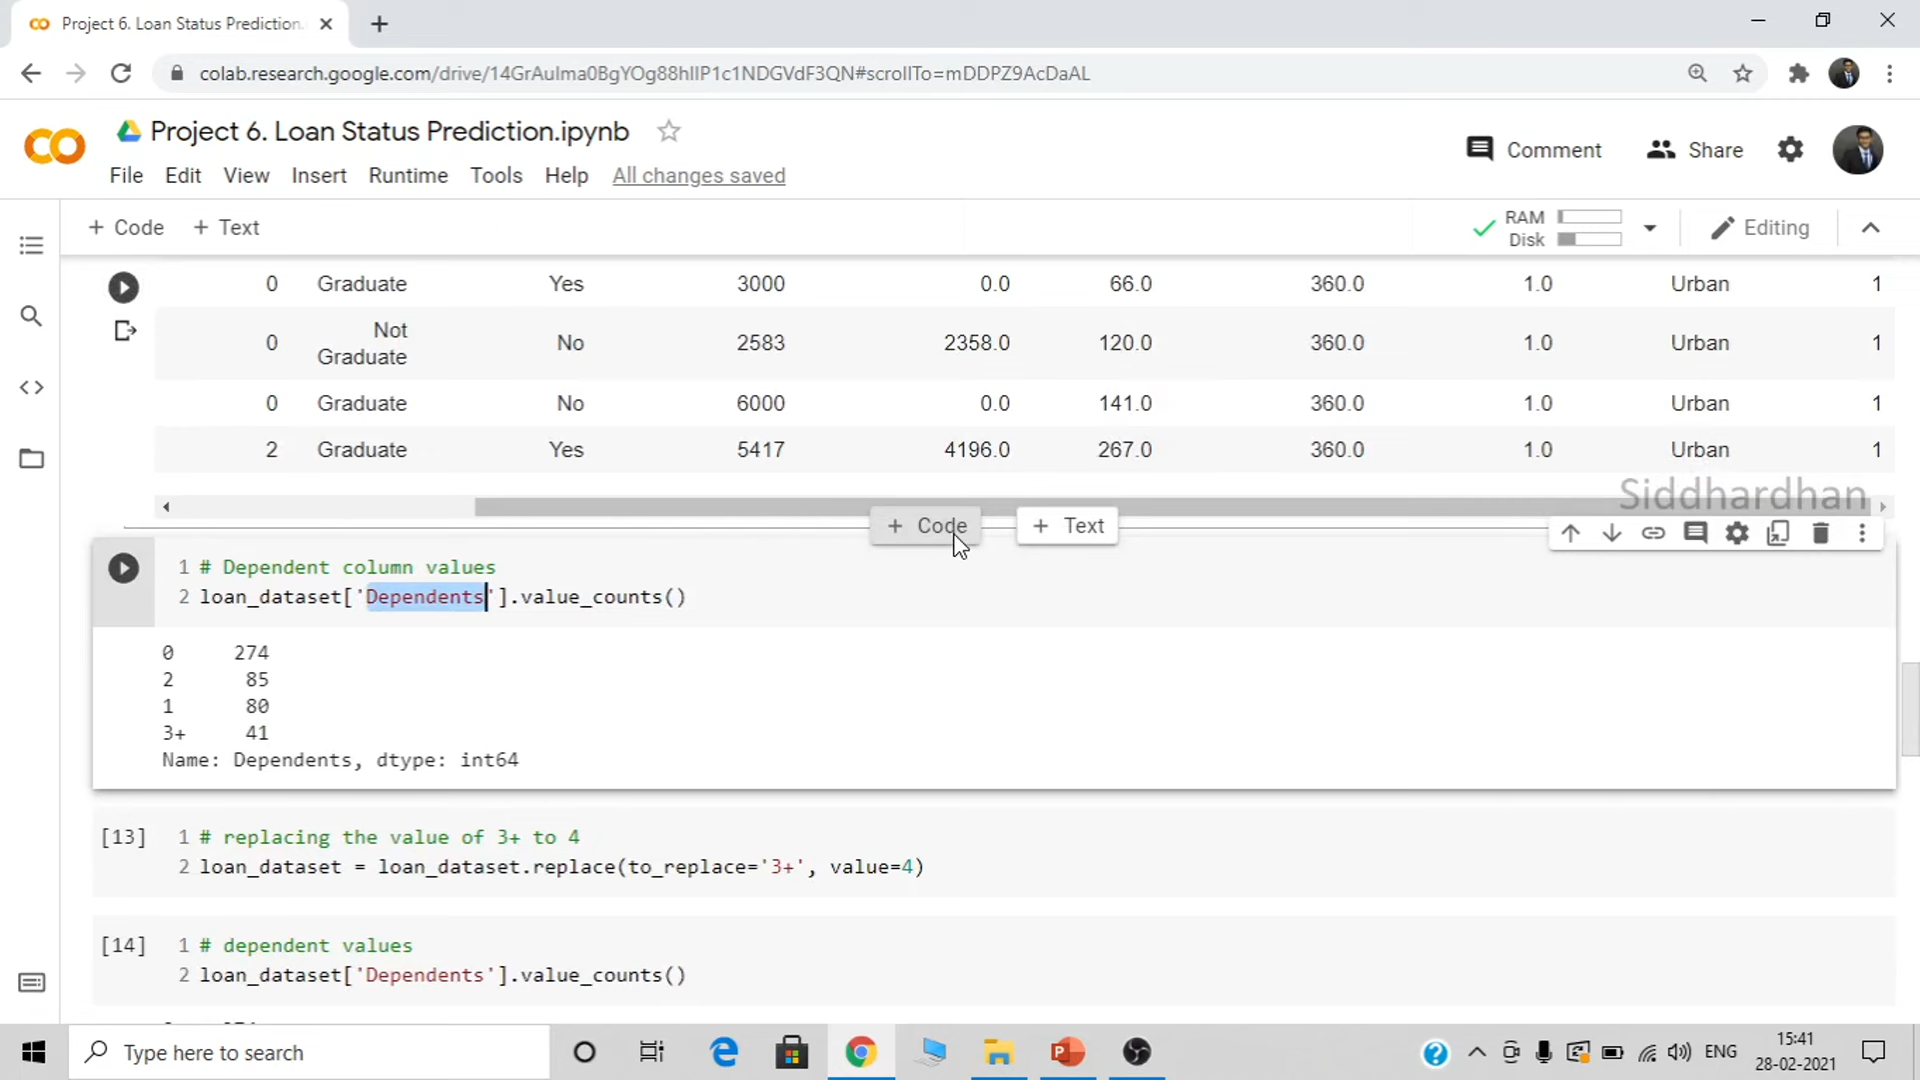 Project 6. Loan Status Prediction.
colab.research.google.com/drive/14GrAuIma0BgYOg88hIlP1c1NDGVdF3QN#scrollTo=mDDPZ9AcDaAL
Project 6. Loan Status Prediction.ipynb
Comment Share
File Edit View Insert Runtime Tools Help All changes saved
+ Code + Text
RAM
Disk
Editing
0 Graduate Yes 3000 0.0 66.0 360.0 1.0 Urban 1
0 Not Graduate No 2583 2358.0 120.0 360.0 1.0 Urban 1
0 Graduate No 6000 0.0 141.0 360.0 1.0 Urban 1
2 Graduate Yes 5417 4196.0 267.0 360.0 1.0 Urban 1
Siddhardhan
+ Code + Text
1 # Dependent column values
2 loan_dataset['Dependents'].value_counts()
0 274
2 85
1 80
3+ 41
Name: Dependents, dtype: int64
[13] 1 # replacing the value of 3+ to 4
2 loan_dataset = loan_dataset.replace(to_replace='3+', value=4)
[14] 1 # dependent values
2 loan_dataset['Dependents'].value_counts()
Type here to search
ENG
15:41
28-02-2021